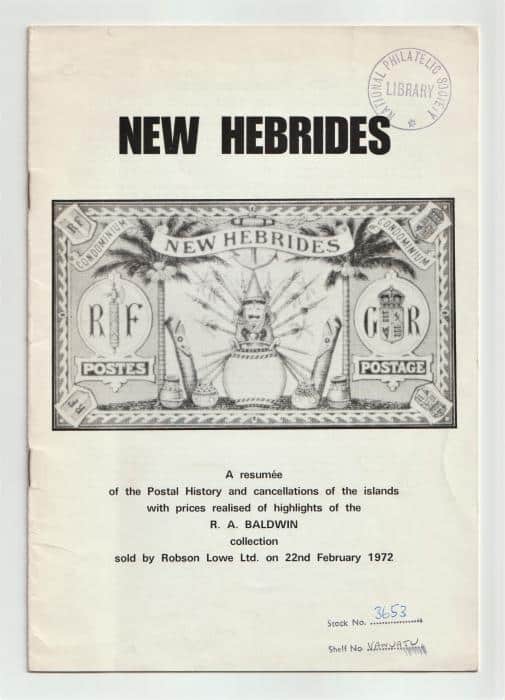 NATIONAL PHILATELIC SOCIETY
LIBRARY
NEW HEBRIDES
RF
CONDOMINIUM
NEW HEBRIDES
CONDOMINIUM
R F
POSTES
G R
POSTAGE
RF
A resumée
of the Postal History and cancellations of the islands
with prices realised of highlights of the
R. A. BALDWIN
collection
sold by Robson Lowe Ltd. on 22nd February 1972
Stock No. 3653
Shelf No VANUATU